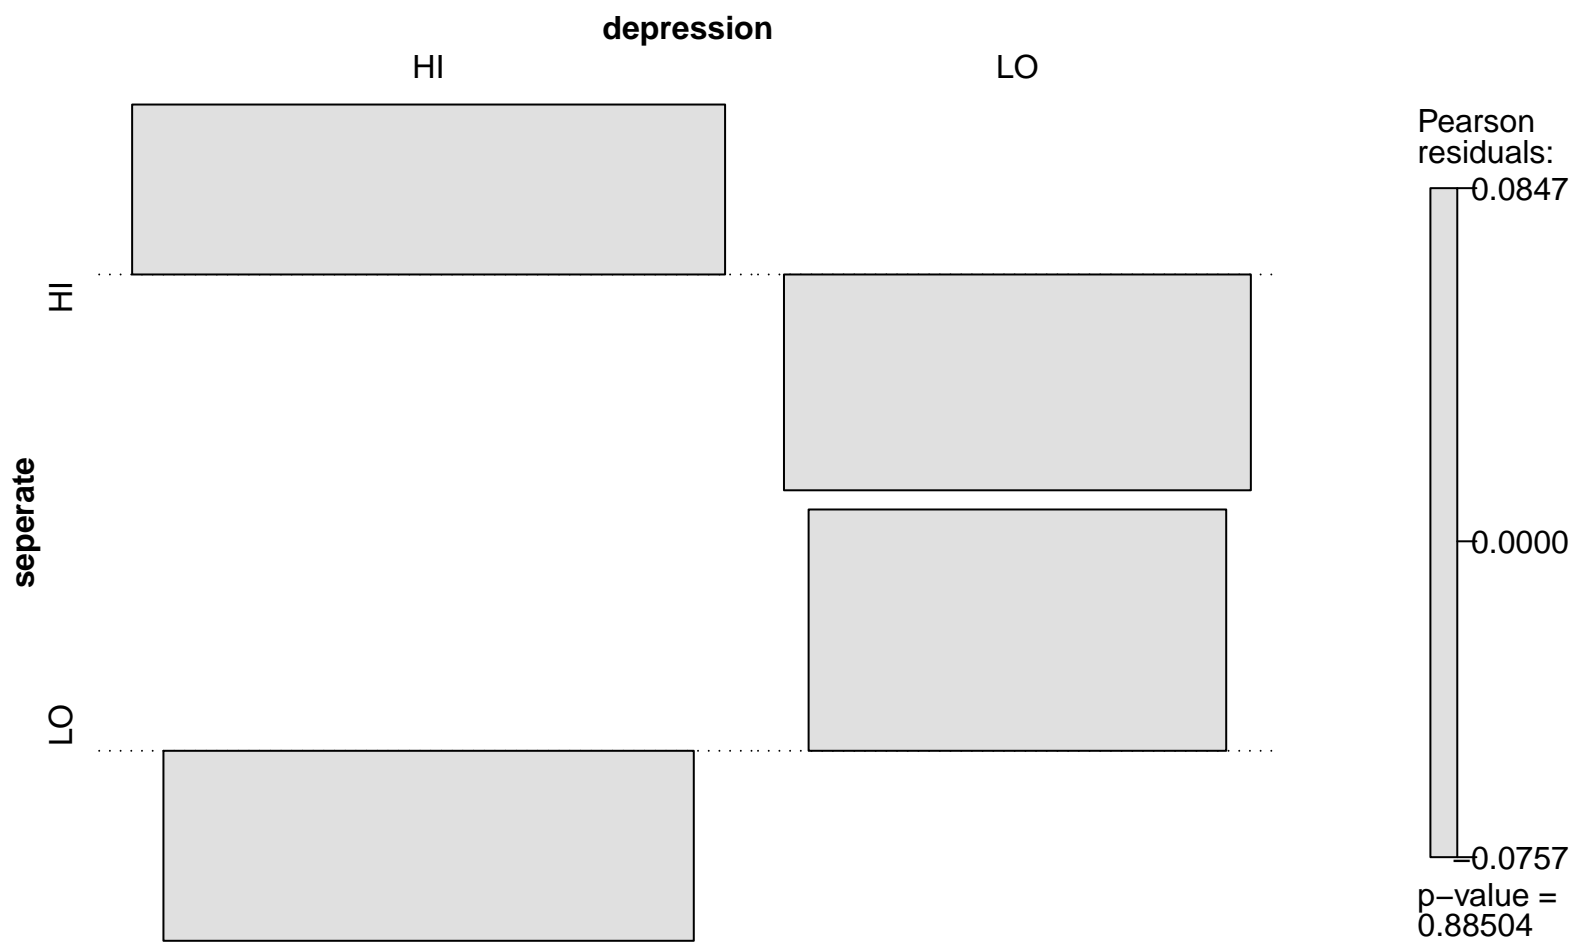 depression
HI LO
HI
seperate
LO
Pearson
residuals:
0.0847
0.0000
−0.0757
p−value =
0.88504